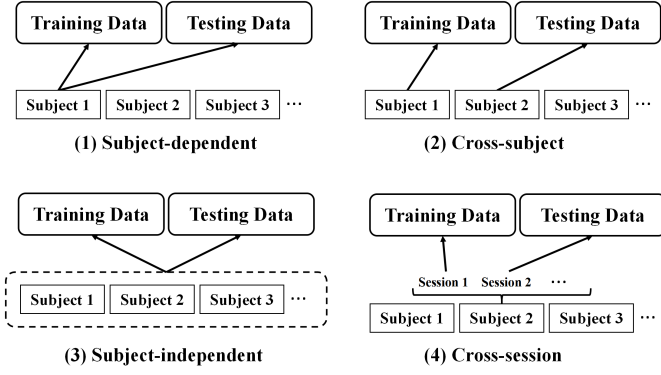 Training Data Testing Data
Subject 1 Subject 2 Subject 3 ...
(1) Subject-dependent
Training Data Testing Data
Subject 1 Subject 2 Subject 3 ...
(2) Cross-subject
Training Data Testing Data
Subject 1 Subject 2 Subject 3 ...
(3) Subject-independent
Training Data Testing Data
Session 1 Session 2 ...
Subject 1 Subject 2 Subject 3 ...
(4) Cross-session